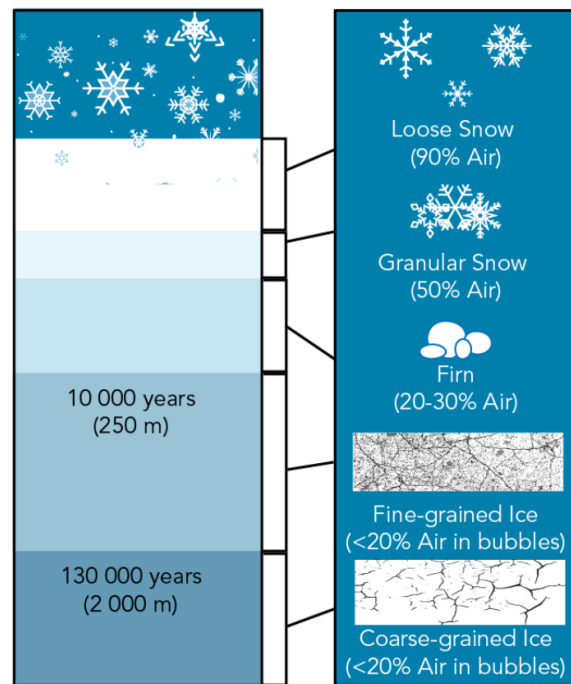 Loose Snow
(90% Air)
Granular Snow
(50% Air)
Firn
(20-30% Air)
10 000 years
(250 m)
Fine-grained Ice
(<20% Air in bubbles)
130 000 years
(2 000 m)
Coarse-grained Ice
(<20% Air in bubbles)